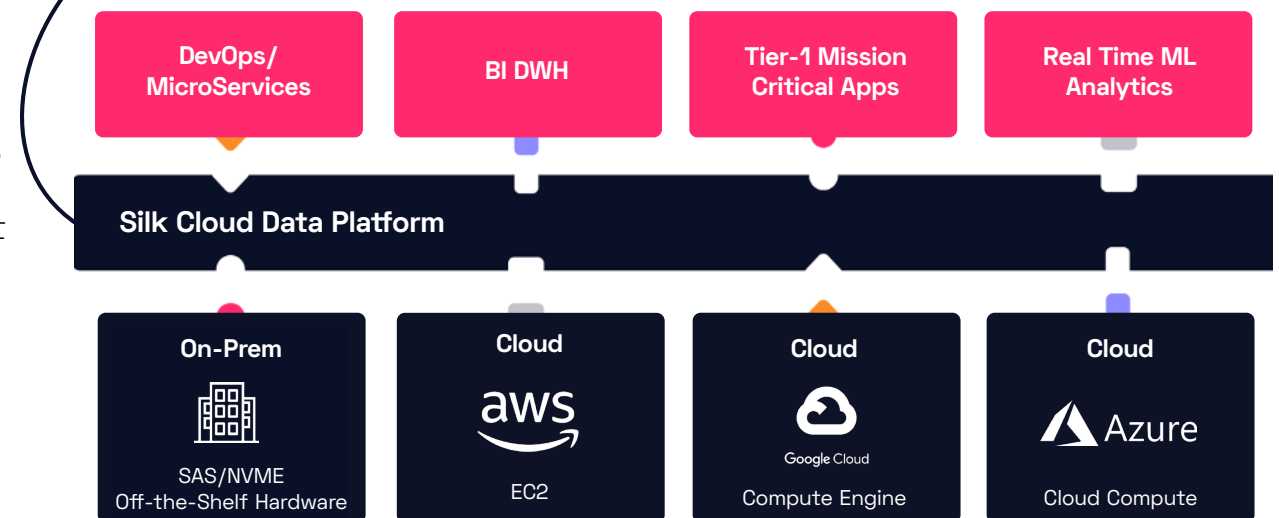 DevOps/
MicroServices
BI DWH
Tier-1 Mission
Critical Apps
Real Time ML
Analytics
Silk Cloud Data Platform
On-Prem
SAS/NVME
Off-the-Shelf Hardware
Cloud
aws
EC2
Cloud
Google Cloud
Compute Engine
Cloud
Azure
Cloud Compute